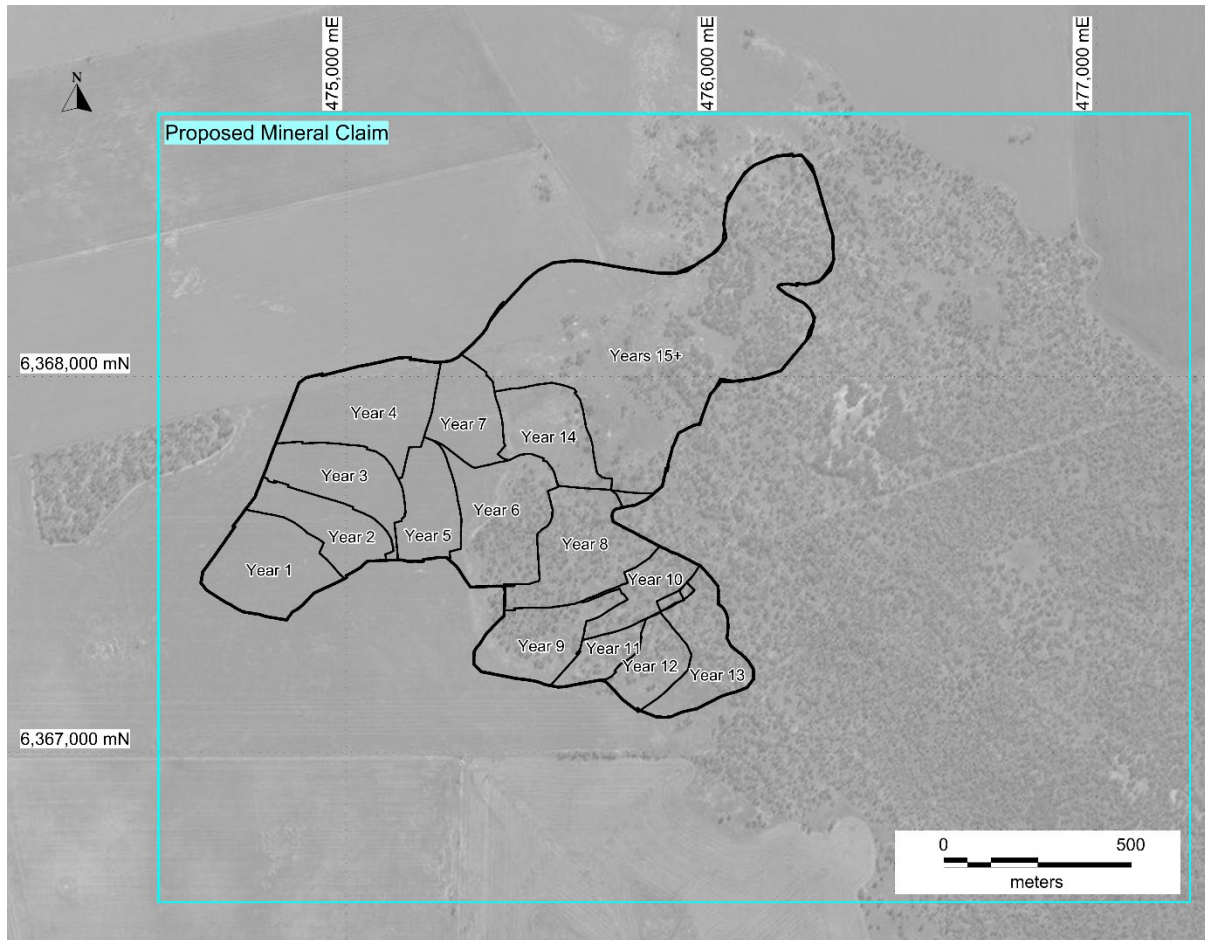 475,000 mE
476,000 mE
477,000 mE
N
Proposed Mineral Claim
6,368,000 mN
Years 15+
Year 4
Year 7
Year 14
Year 3
Year 6
Year 2
Year 5
Year 8
Year 1
Year 10
Year 9
Year 11
Year 12
Year 13
6,367,000 mN
0
500
meters